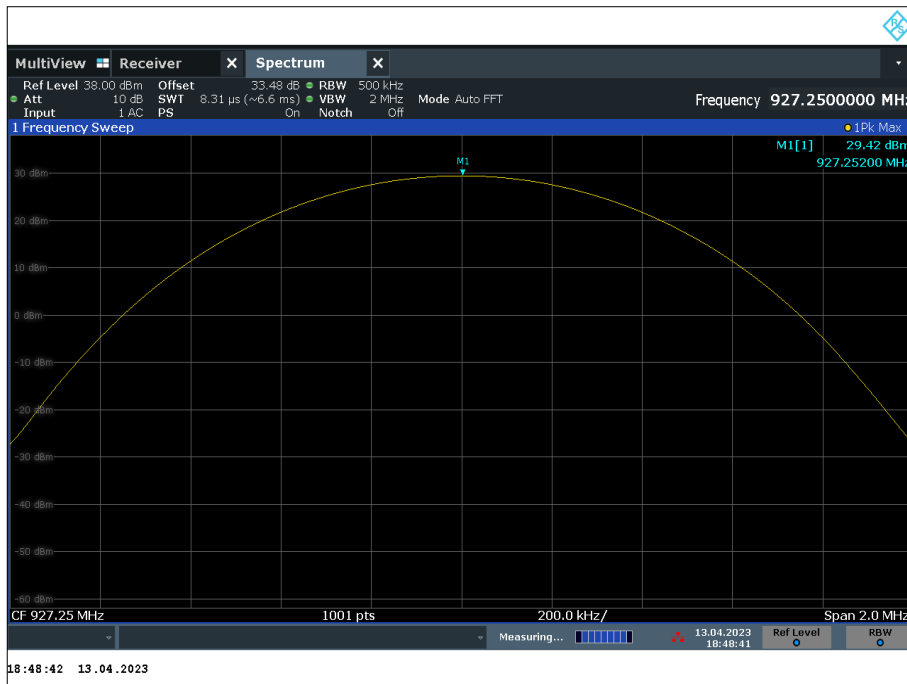 R S
MultiView Receiver X Spectrum X
Ref Level 38.00 dBm Offset 33.48 dB RBW 500 kHz
Att 10 dB SWT 8.31 µs (~6.6 ms) VBW 2 MHz Mode Auto FFT Frequency 927.2500000 MHz
Input 1 AC PS On Notch Off
1 Frequency Sweep 1Pk Max
M1[1] 29.42 dBm
927.25200 MHz
M1
30 dBm
20 dBm
10 dBm
0 dBm
-10 dBm
-20 dBm
-30 dBm
-40 dBm
-50 dBm
-60 dBm
CF 927.25 MHz 1001 pts 200.0 kHz/ Span 2.0 MHz
Measuring... 13.04.2023 Ref Level RBW
18:48:41
18:48:42 13.04.2023